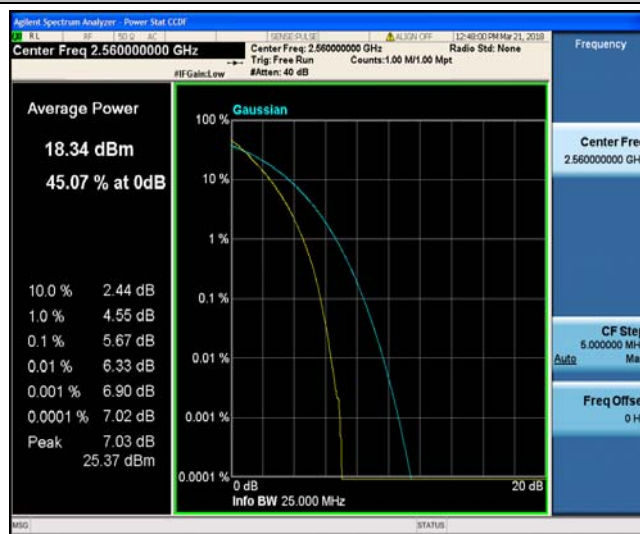 Agilent Spectrum Analyzer - Power Stat CCDF
RL RF 50 Ω AC SENSE:PULSE ALIGN OFF 12:48:00 PM Mar 21, 2018
Center Freq 2.560000000 GHz
Center Freq: 2.560000000 GHz Radio Std: None
Trig: Free Run Counts:1.00 M/1.00 Mpt
#IFGain:Low #Atten: 40 dB
Frequency
Average Power
18.34 dBm
45.07 % at 0dB
10.0 % 2.44 dB
1.0 % 4.55 dB
0.1 % 5.67 dB
0.01 % 6.33 dB
0.001 % 6.90 dB
0.0001 % 7.02 dB
Peak 7.03 dB
25.37 dBm
Gaussian
100 %
10 %
1 %
0.1 %
0.01 %
0.001 %
0.0001 %
0 dB 20 dB
Info BW 25.000 MHz
Center Fre
2.560000000 GH
CF Step
5.000000 MH
Auto Ma
Freq Offse
0 H
MSG STATUS